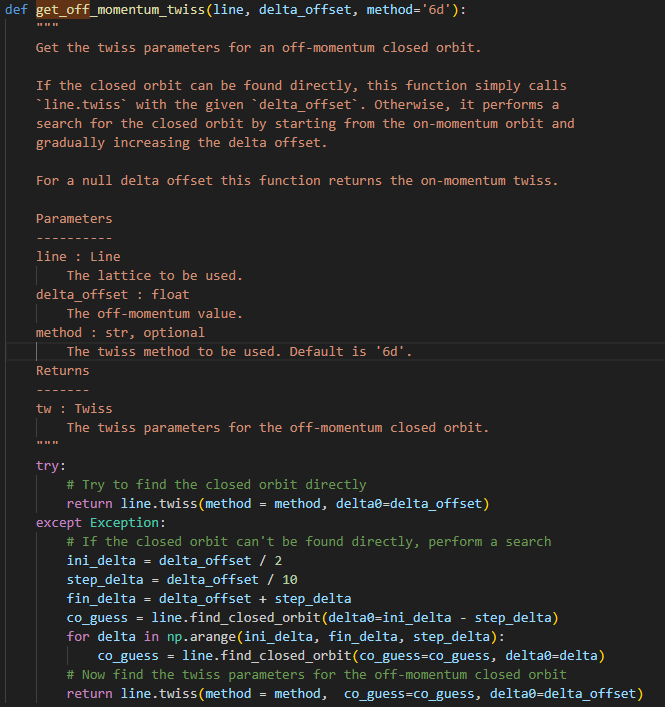 def get_off_momentum_twiss(line, delta_offset, method='6d'):
    """
    Get the twiss parameters for an off-momentum closed orbit.

    If the closed orbit can be found directly, this function simply calls
    `line.twiss` with the given `delta_offset`. Otherwise, it performs a
    search for the closed orbit by starting from the on-momentum orbit and
    gradually increasing the delta offset.

    For a null delta offset this function returns the on-momentum twiss.

    Parameters
    ----------
    line : Line
        The lattice to be used.
    delta_offset : float
        The off-momentum value.
    method : str, optional
        The twiss method to be used. Default is '6d'.
    Returns
    -------
    tw : Twiss
        The twiss parameters for the off-momentum closed orbit.
    """
    try:
        # Try to find the closed orbit directly
        return line.twiss(method = method, delta0=delta_offset)
    except Exception:
        # If the closed orbit can't be found directly, perform a search
        ini_delta = delta_offset / 2
        step_delta = delta_offset / 10
        fin_delta = delta_offset + step_delta
        co_guess = line.find_closed_orbit(delta0=ini_delta - step_delta)
        for delta in np.arange(ini_delta, fin_delta, step_delta):
            co_guess = line.find_closed_orbit(co_guess=co_guess, delta0=delta)
        # Now find the twiss parameters for the off-momentum closed orbit
        return line.twiss(method = method,  co_guess=co_guess, delta0=delta_offset)